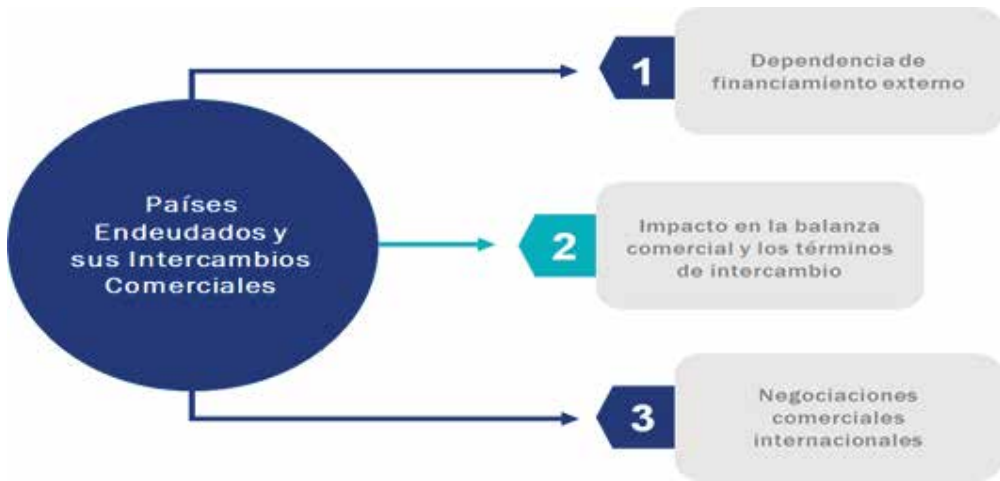 Países
Endeudados y
sus Intercambios
Comerciales
1
Dependencia de
financiamiento externo
2
Impacto en la balanza
comercial y los términos
de intercambio
3
Negociaciones
comerciales
internacionales